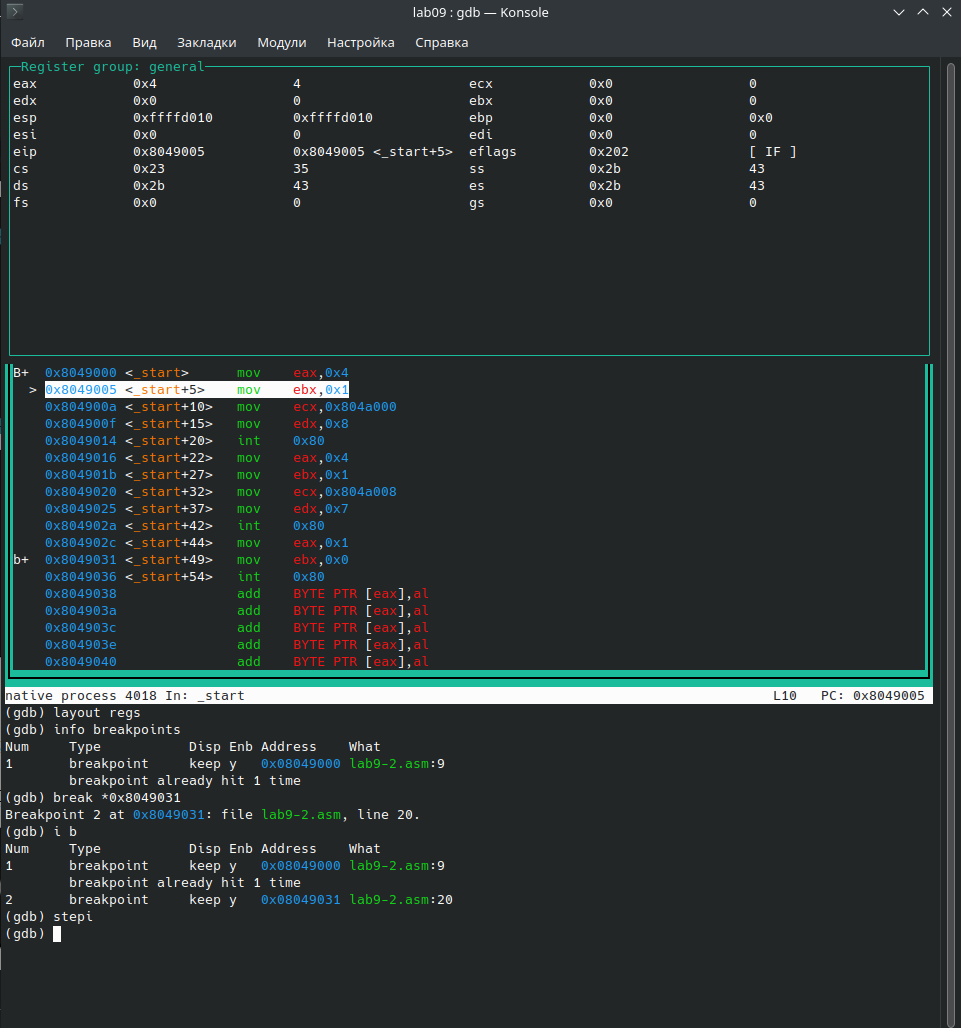 lab09 : gdb — Konsole
Файл Правка Вид Закладки Модули Настройка Справка
Register group: general
eax 0x4 4 ecx 0x0 0
edx 0x0 0 ebx 0x0 0
esp 0xffffd010 0xffffd010 ebp 0x0 0x0
esi 0x0 0 edi 0x0 0
eip 0x8049005 0x8049005 <_start+5> eflags 0x202 [ IF ]
cs 0x23 35 ss 0x2b 43
ds 0x2b 43 es 0x2b 43
fs 0x0 0 gs 0x0 0
B+ 0x8049000 <_start> mov eax,0x4
> 0x8049005 <_start+5> mov ebx,0x1
0x804900a <_start+10> mov ecx,0x804a000
0x804900f <_start+15> mov edx,0x8
0x8049014 <_start+20> int 0x80
0x8049016 <_start+22> mov eax,0x4
0x804901b <_start+27> mov ebx,0x1
0x8049020 <_start+32> mov ecx,0x804a008
0x8049025 <_start+37> mov edx,0x7
0x804902a <_start+42> int 0x80
0x804902c <_start+44> mov eax,0x1
b+ 0x8049031 <_start+49> mov ebx,0x0
0x8049036 <_start+54> int 0x80
0x8049038 add BYTE PTR [eax],al
0x804903a add BYTE PTR [eax],al
0x804903c add BYTE PTR [eax],al
0x804903e add BYTE PTR [eax],al
0x8049040 add BYTE PTR [eax],al
native process 4018 In: _start L10 PC: 0x8049005
(gdb) layout regs
(gdb) info breakpoints
Num Type Disp Enb Address What
1 breakpoint keep y 0x08049000 lab9-2.asm:9
breakpoint already hit 1 time
(gdb) break *0x8049031
Breakpoint 2 at 0x8049031: file lab9-2.asm, line 20.
(gdb) i b
Num Type Disp Enb Address What
1 breakpoint keep y 0x08049000 lab9-2.asm:9
breakpoint already hit 1 time
2 breakpoint keep y 0x08049031 lab9-2.asm:20
(gdb) stepi
(gdb)